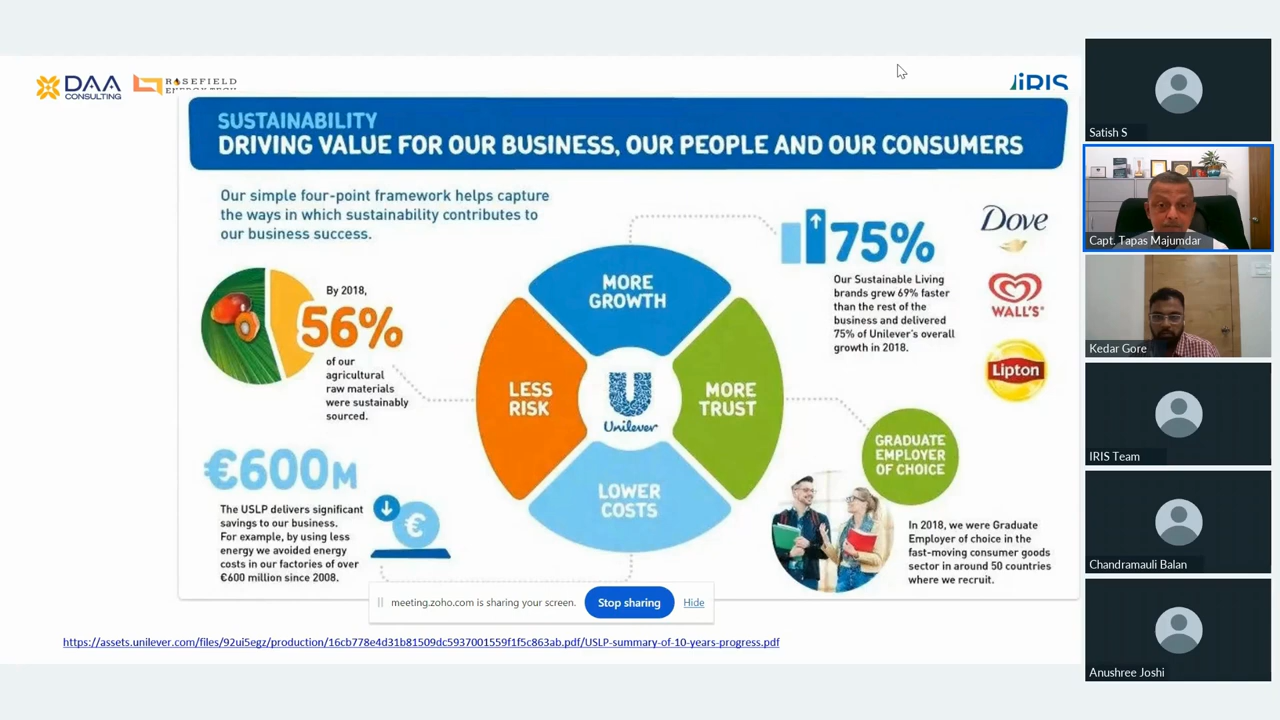 DAA
CONSULTING
RASEFIELD
ENERGY TECH
iRIS
SUSTAINABILITY
DRIVING VALUE FOR OUR BUSINESS, OUR PEOPLE AND OUR CONSUMERS
Our simple four-point framework helps capture
the ways in which sustainability contributes to
our business success.
By 2018,
56%
of our
agricultural
raw materials
were sustainably
sourced.
€600M
The USLP delivers significant
savings to our business.
For example, by using less
energy we avoided energy
costs in our factories of over
€600 million since 2008.
€
MORE
GROWTH
LESS
RISK
MORE
TRUST
LOWER
COSTS
Unilever
75%
Our Sustainable Living
brands grew 69% faster
than the rest of the
business and delivered
75% of Unilever's overall
growth in 2018.
Dove
WALL'S
Lipton
GRADUATE
EMPLOYER
OF CHOICE
In 2018, we were Graduate
Employer of choice in the
fast-moving consumer goods
sector in around 50 countries
where we recruit.
meeting.zoho.com is sharing your screen.
Stop sharing
Hide
https://assets.unilever.com/files/92ui5egz/production/16cb778e4d31b81509dc5937001559f1f5c863ab.pdf/USLP-summary-of-10-years-progress.pdf
Satish S
Capt. Tapas Majumdar
Kedar Gore
IRIS Team
Chandramauli Balan
Anushree Joshi